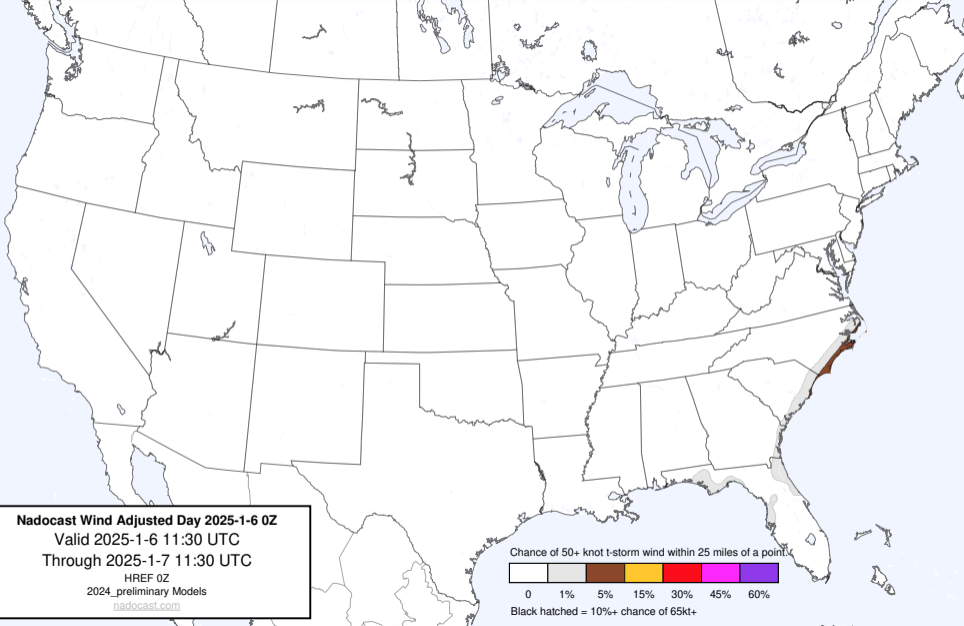 Nadocast Wind Adjusted Day 2025-1-6 0Z
Valid 2025-1-6 11:30 UTC
Through 2025-1-7 11:30 UTC
HREF 0Z
2024_preliminary Models
nadocast.com
Chance of 50+ knot t-storm wind within 25 miles of a point.
0 1% 5% 15% 30% 45% 60%
Black hatched = 10%+ chance of 65kt+